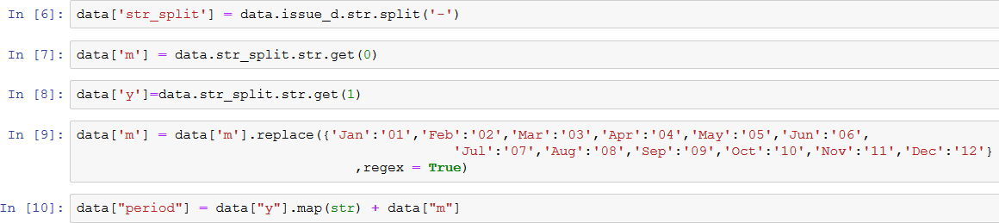 In [6]: data['str_split'] = data.issue_d.str.split('-')
In [7]: data['m'] = data.str_split.str.get(0)
In [8]: data['y']=data.str_split.str.get(1)
In [9]: data['m'] = data['m'].replace({'Jan':'01','Feb':'02','Mar':'03','Apr':'04','May':'05','Jun':'06',
'Jul':'07','Aug':'08','Sep':'09','Oct':'10','Nov':'11','Dec':'12'}
,regex = True)
In [10]: data["period"] = data["y"].map(str) + data["m"]